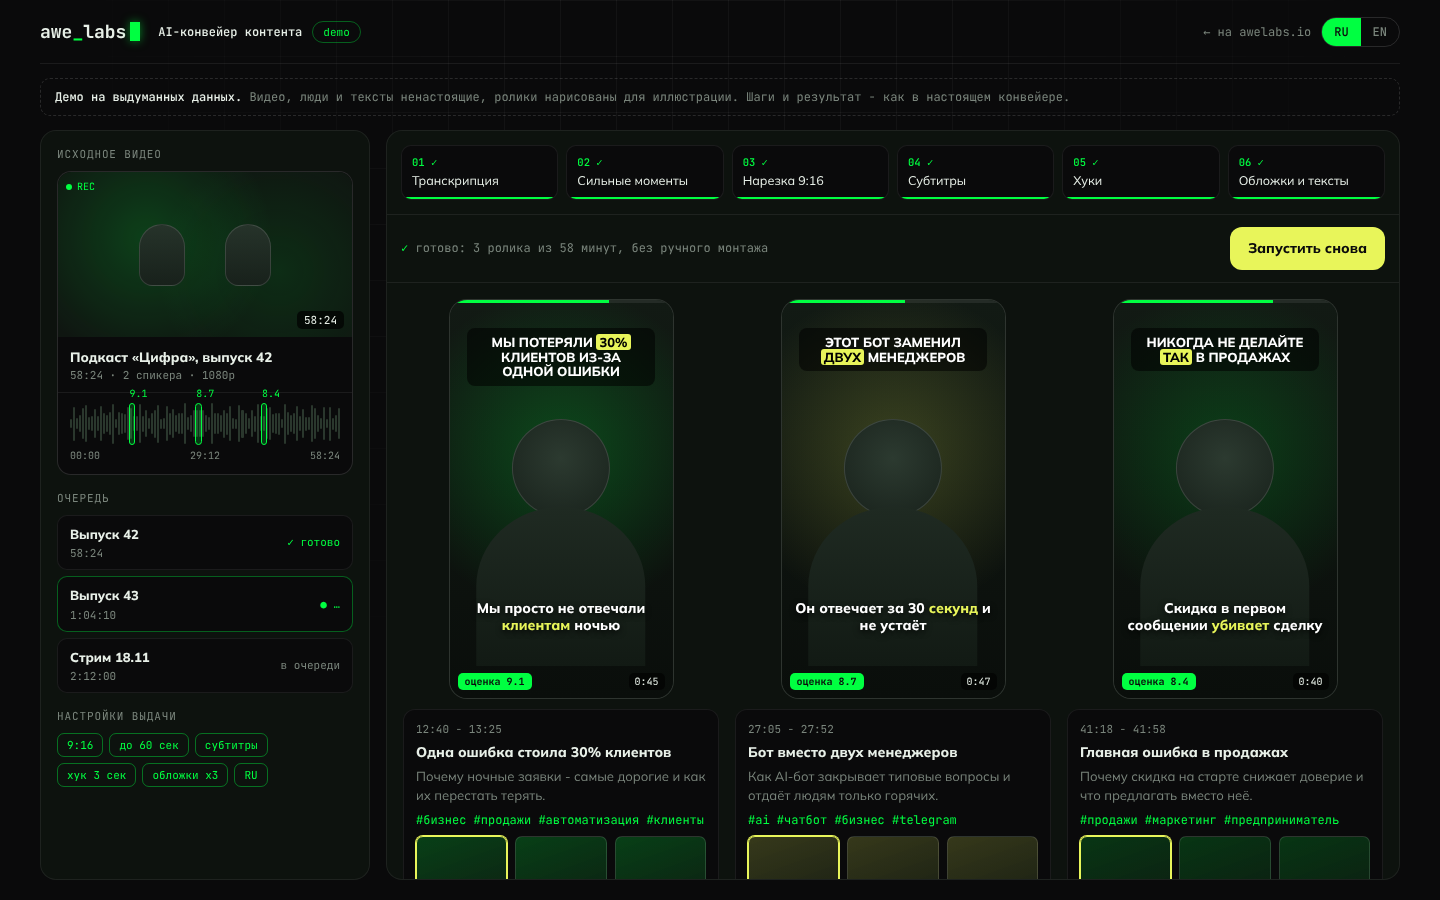 awe_labs
AI-конвейер контента
demo
← на awelabs.io
RU
EN
Демо на выдуманных данных. Видео, люди и тексты ненастоящие, ролики нарисованы для иллюстрации. Шаги и результат - как в настоящем конвейере.
ИСХОДНОЕ ВИДЕО
REC
58:24
Подкаст «Цифра», выпуск 42
58:24 · 2 спикера · 1080p
9.1
8.7
8.4
00:00
29:12
58:24
ОЧЕРЕДЬ
Выпуск 42
58:24
✓ готово
Выпуск 43
1:04:10
● …
Стрим 18.11
2:12:00
в очереди
НАСТРОЙКИ ВЫДАЧИ
9:16
до 60 сек
субтитры
хук 3 сек
обложки x3
RU
01 ✓
Транскрипция
02 ✓
Сильные моменты
03 ✓
Нарезка 9:16
04 ✓
Субтитры
05 ✓
Хуки
06 ✓
Обложки и тексты
✓ готово: 3 ролика из 58 минут, без ручного монтажа
Запустить снова
МЫ ПОТЕРЯЛИ 30%
КЛИЕНТОВ ИЗ-ЗА
ОДНОЙ ОШИБКИ
Мы просто не отвечали
клиентам ночью
оценка 9.1
0:45
ЭТОТ БОТ ЗАМЕНИЛ
ДВУХ МЕНЕДЖЕРОВ
Он отвечает за 30 секунд и
не устаёт
оценка 8.7
0:47
НИКОГДА НЕ ДЕЛАЙТЕ
ТАК В ПРОДАЖАХ
Скидка в первом
сообщении убивает сделку
оценка 8.4
0:40
12:40 - 13:25
Одна ошибка стоила 30% клиентов
Почему ночные заявки - самые дорогие и как
их перестать терять.
#бизнес #продажи #автоматизация #клиенты
27:05 - 27:52
Бот вместо двух менеджеров
Как AI-бот закрывает типовые вопросы и
отдаёт людям только горячих.
#ai #чатбот #бизнес #telegram
41:18 - 41:58
Главная ошибка в продажах
Почему скидка на старте снижает доверие и
что предлагать вместо неё.
#продажи #маркетинг #предприниматель